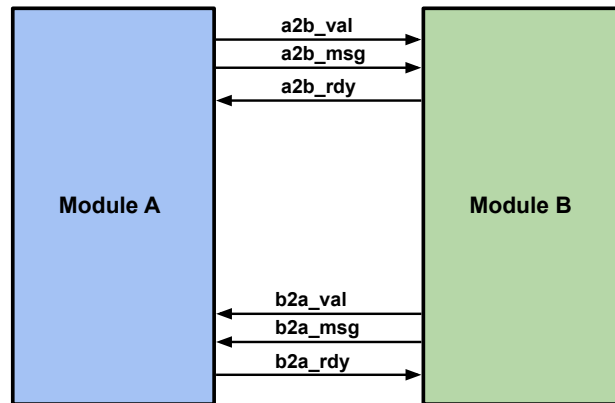 a2b_val
a2b_msg
a2b_rdy
Module A
Module B
b2a_val
b2a_msg
b2a_rdy